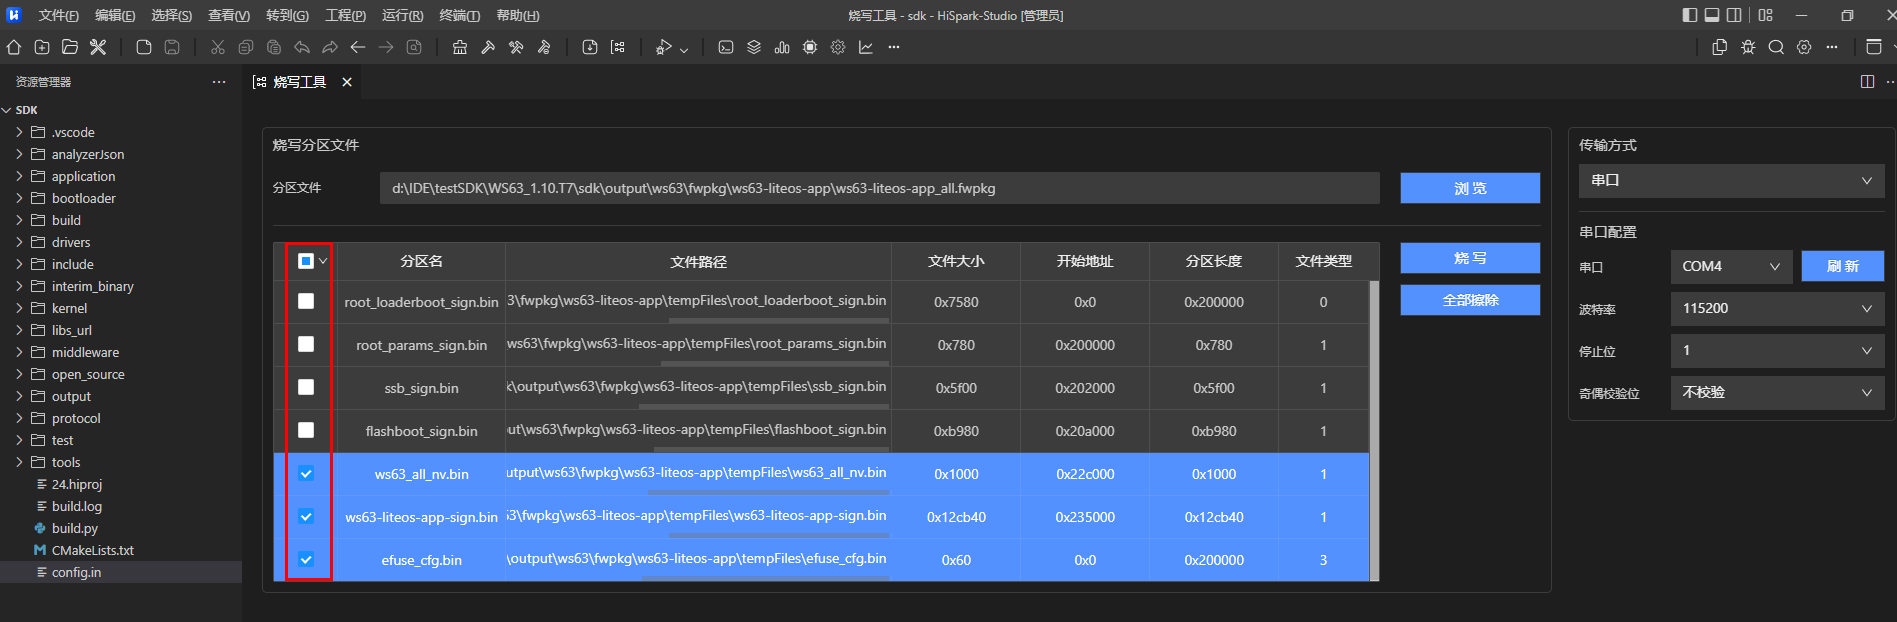 文件(F) 编辑(E) 选择(S) 查看(V) 转到(G) 工程(P) 运行(R) 终端(T) 帮助(H) 烧写工具 - sdk - HiSpark-Studio [管理员]
资源管理器
SDK
.vscode
analyzerJson
application
bootloader
build
drivers
include
interim_binary
kernel
libs_url
middleware
open_source
output
protocol
test
tools
24.hiproj
build.log
build.py
CMakeLists.txt
config.in
烧写工具
烧写分区文件
分区文件 d:\IDE\testSDK\WS63_1.10.T7\sdk\output\ws63\fwpkg\ws63-liteos-app\ws63-liteos-app_all.fwpkg 浏 览
分区名 文件路径 文件大小 开始地址 分区长度 文件类型
root_loaderboot_sign.bin 3\fwpkg\ws63-liteos-app\tempFiles\root_loaderboot_sign.bin 0x7580 0x0 0x200000 0
root_params_sign.bin ws63\fwpkg\ws63-liteos-app\tempFiles\root_params_sign.bin 0x780 0x200000 0x780 1
ssb_sign.bin k\output\ws63\fwpkg\ws63-liteos-app\tempFiles\ssb_sign.bin 0x5f00 0x202000 0x5f00 1
flashboot_sign.bin ut\ws63\fwpkg\ws63-liteos-app\tempFiles\flashboot_sign.bin 0xb980 0x20a000 0xb980 1
ws63_all_nv.bin utput\ws63\fwpkg\ws63-liteos-app\tempFiles\ws63_all_nv.bin 0x1000 0x22c000 0x1000 1
ws63-liteos-app-sign.bin 3\fwpkg\ws63-liteos-app\tempFiles\ws63-liteos-app-sign.bin 0x12cb40 0x235000 0x12cb40 1
efuse_cfg.bin \output\ws63\fwpkg\ws63-liteos-app\tempFiles\efuse_cfg.bin 0x60 0x0 0x200000 3
烧 写
全部擦除
传输方式
串口
串口配置
串口 COM4 刷 新
波特率 115200
停止位 1
奇偶校验位 不校验